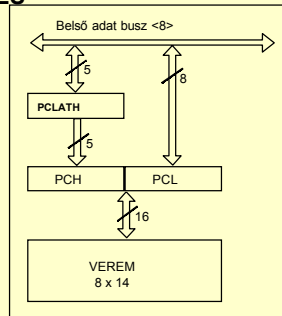 Belső adat busz <8>
5
8
PCLATH
5
PCH
PCL
16
VEREM
8 x 14